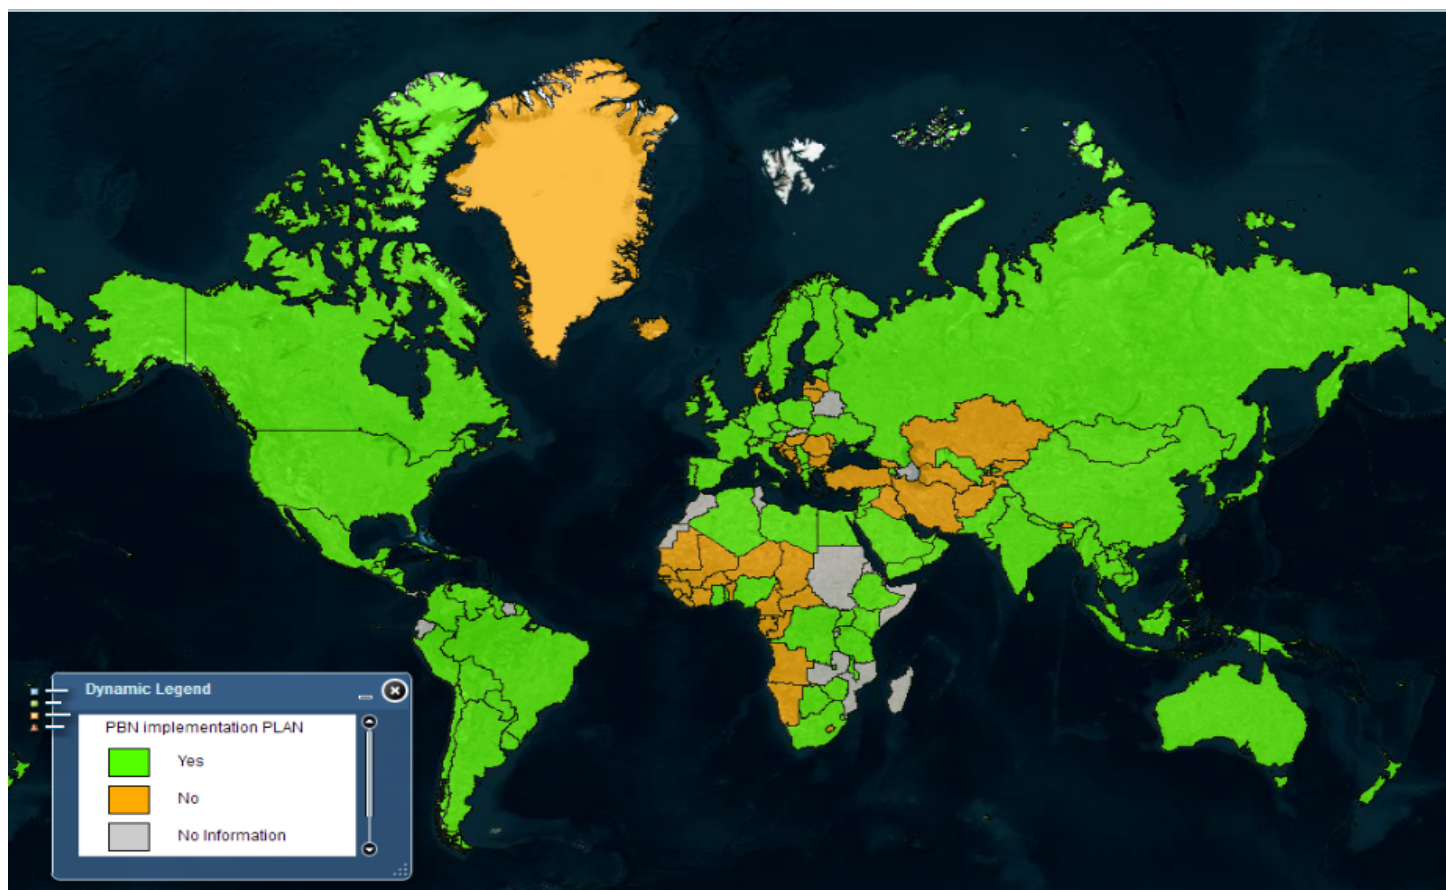 Dynamic Legend
PBN implementation PLAN
Yes
No
No Information